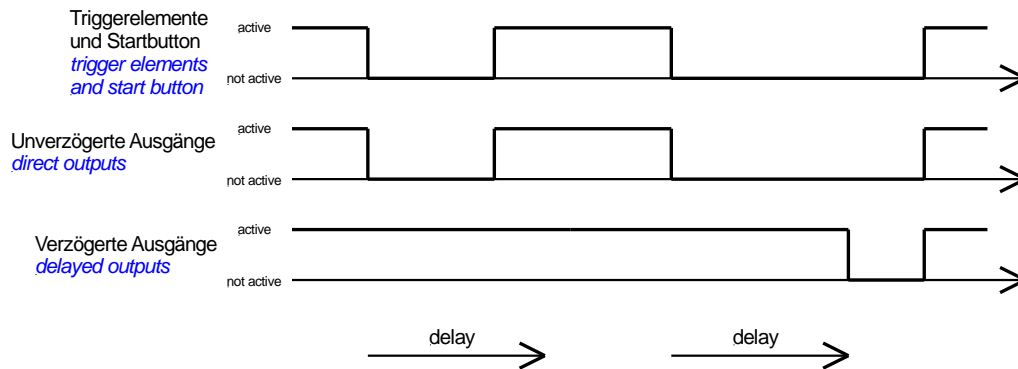 Triggerelemente
und Startbutton
trigger elements
and start button
active
not active
Unverzögerte Ausgänge
direct outputs
active
not active
Verzögerte Ausgänge
delayed outputs
active
not active
delay
delay